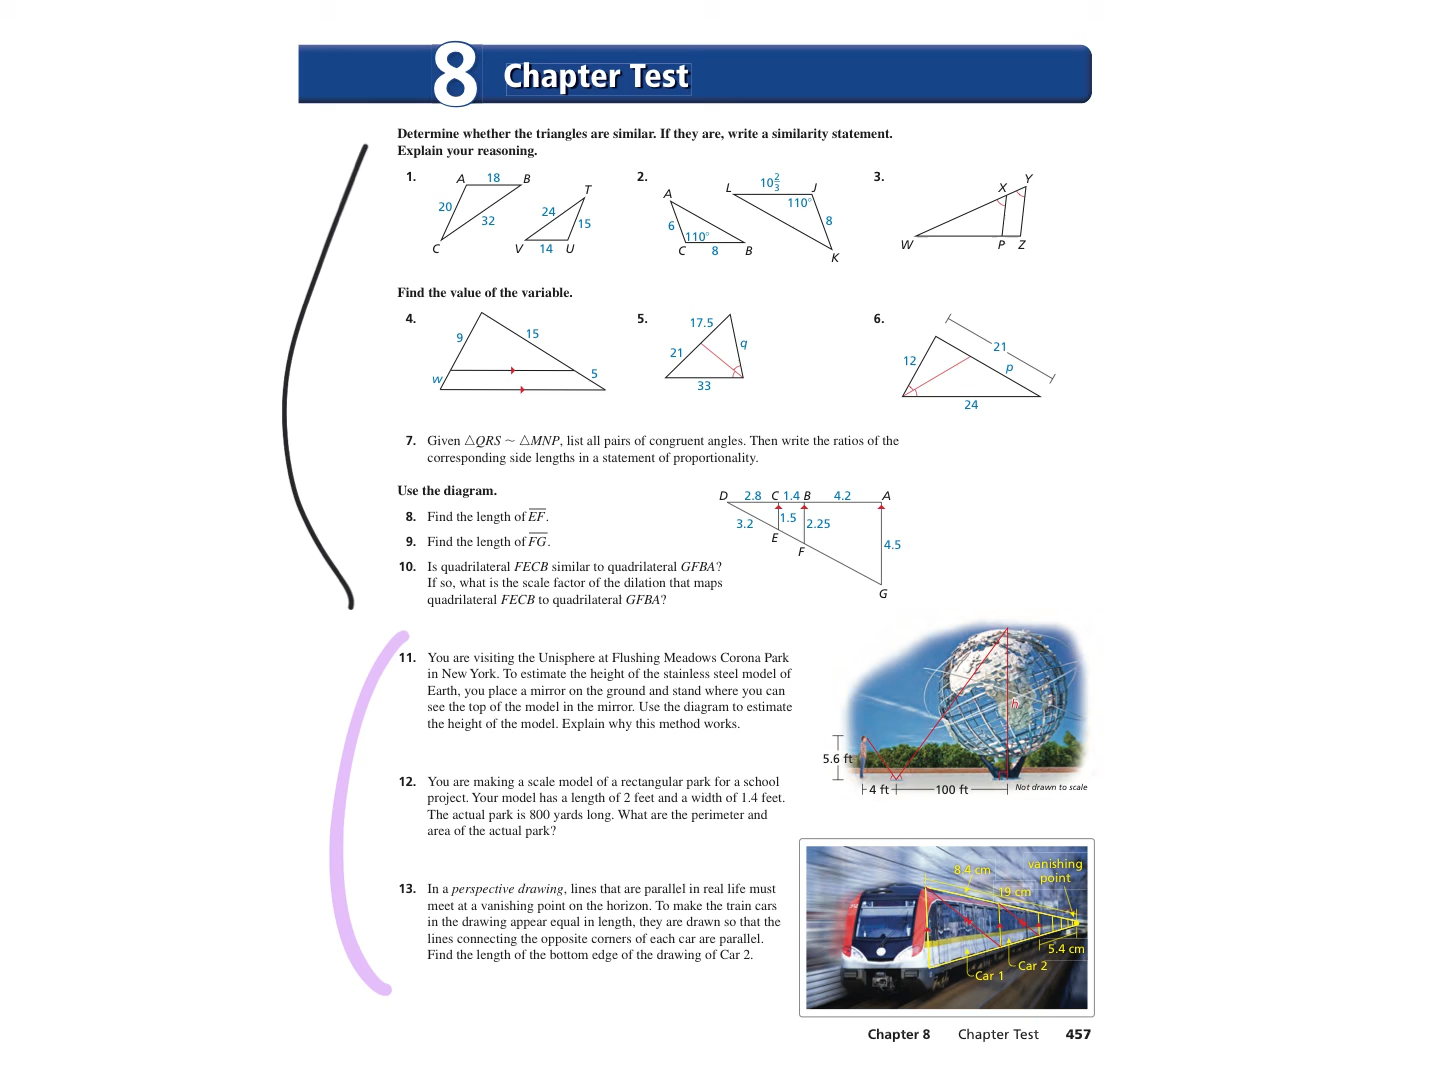 8 Chapter Test
Determine whether the triangles are similar. If they are, write a similarity statement.
Explain your reasoning.
1. A 18 B 20 32 C T 24 15 V 14 U
2. A 6 110° C 8 B L 10 2/3 J 110° 8 K
3. X Y W P Z
Find the value of the variable.
4. 9 15 w 5
5. 17.5 21 q 33
6. 12 21 p 24
7. Given △QRS ~ △MNP, list all pairs of congruent angles. Then write the ratios of the
corresponding side lengths in a statement of proportionality.
Use the diagram.
8. Find the length of EF.
9. Find the length of FG.
10. Is quadrilateral FECB similar to quadrilateral GFBA?
If so, what is the scale factor of the dilation that maps
quadrilateral FECB to quadrilateral GFBA?
D 2.8 C 1.4 B 4.2 A
3.2 1.5 2.25
E F 4.5
G
11. You are visiting the Unisphere at Flushing Meadows Corona Park
in New York. To estimate the height of the stainless steel model of
Earth, you place a mirror on the ground and stand where you can
see the top of the model in the mirror. Use the diagram to estimate
the height of the model. Explain why this method works.
h
5.6 ft
4 ft 100 ft Not drawn to scale
12. You are making a scale model of a rectangular park for a school
project. Your model has a length of 2 feet and a width of 1.4 feet.
The actual park is 800 yards long. What are the perimeter and
area of the actual park?
13. In a perspective drawing, lines that are parallel in real life must
meet at a vanishing point on the horizon. To make the train cars
in the drawing appear equal in length, they are drawn so that the
lines connecting the opposite corners of each car are parallel.
Find the length of the bottom edge of the drawing of Car 2.
8.4 cm vanishing
point
19 cm
5.4 cm
Car 1 Car 2
Chapter 8 Chapter Test 457